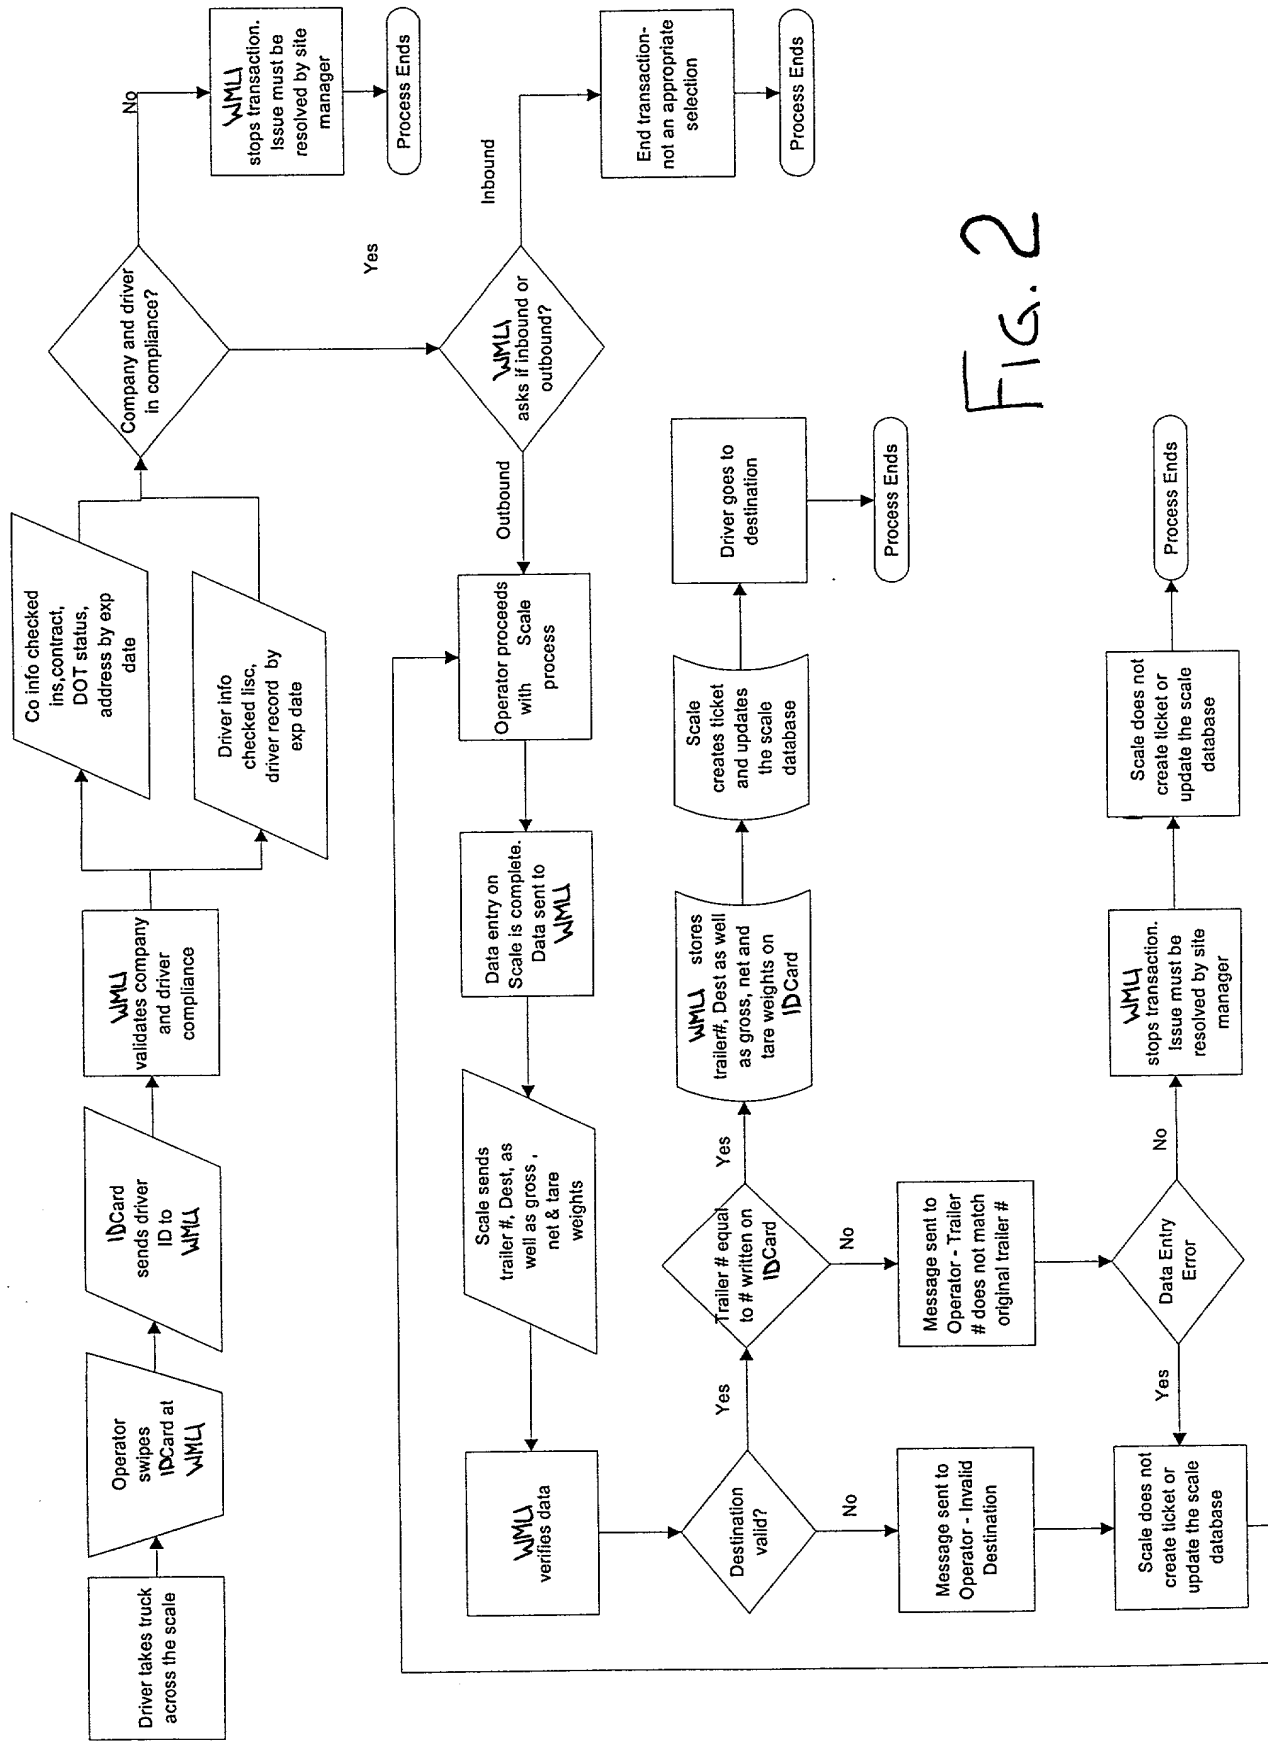 Driver takes truck
across the scale
Operator
swipes
IDCard at
WMU
IDCard
sends driver
ID to
WMU
WMU
validates company
and driver
compliance
Co info checked
ins,contract,
DOT status,
address by exp
date
Driver info
checked lisc,
driver record by
exp date
Company and driver
in compliance?
No
WMU
stops transaction.
Issue must be
resolved by site
manager
Process Ends
Yes
WMU
asks if inbound or
outbound?
Inbound
End transaction-
not an appropriate
selection
Process Ends
Outbound
Operator proceeds
with Scale
process
Data entry on
Scale is complete.
Data sent to
WMU
Scale sends
trailer #, Dest, as
well as gross ,
net & tare
weights
WMU
verifies data
Destination
valid?
Yes
Trailer # equal
to # written on
IDCard
Yes
WMU stores
trailer#, Dest as well
as gross, net and
tare weights on
IDCard
Scale
creates ticket
and updates
the scale
database
Driver goes to
destination
Process Ends
No
Message sent to
Operator - Invalid
Destination
No
Message sent to
Operator - Trailer
# does not match
original trailer #
Scale does not
create ticket or
update the scale
database
Yes
Data Entry
Error
No
WMU
stops transaction.
Issue must be
resolved by site
manager
Scale does not
create ticket or
update the scale
database
Process Ends
FIG. 2